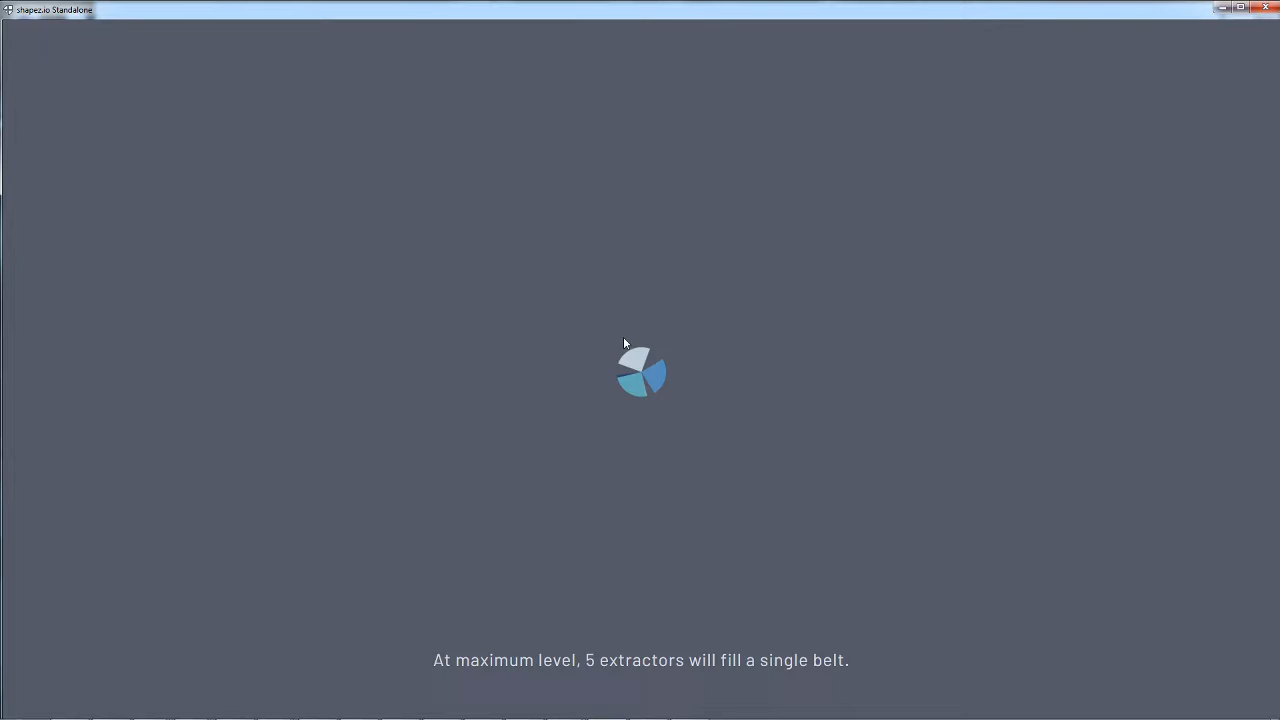 shapez.io Standalone
At maximum level, 5 extractors will fill a single belt.